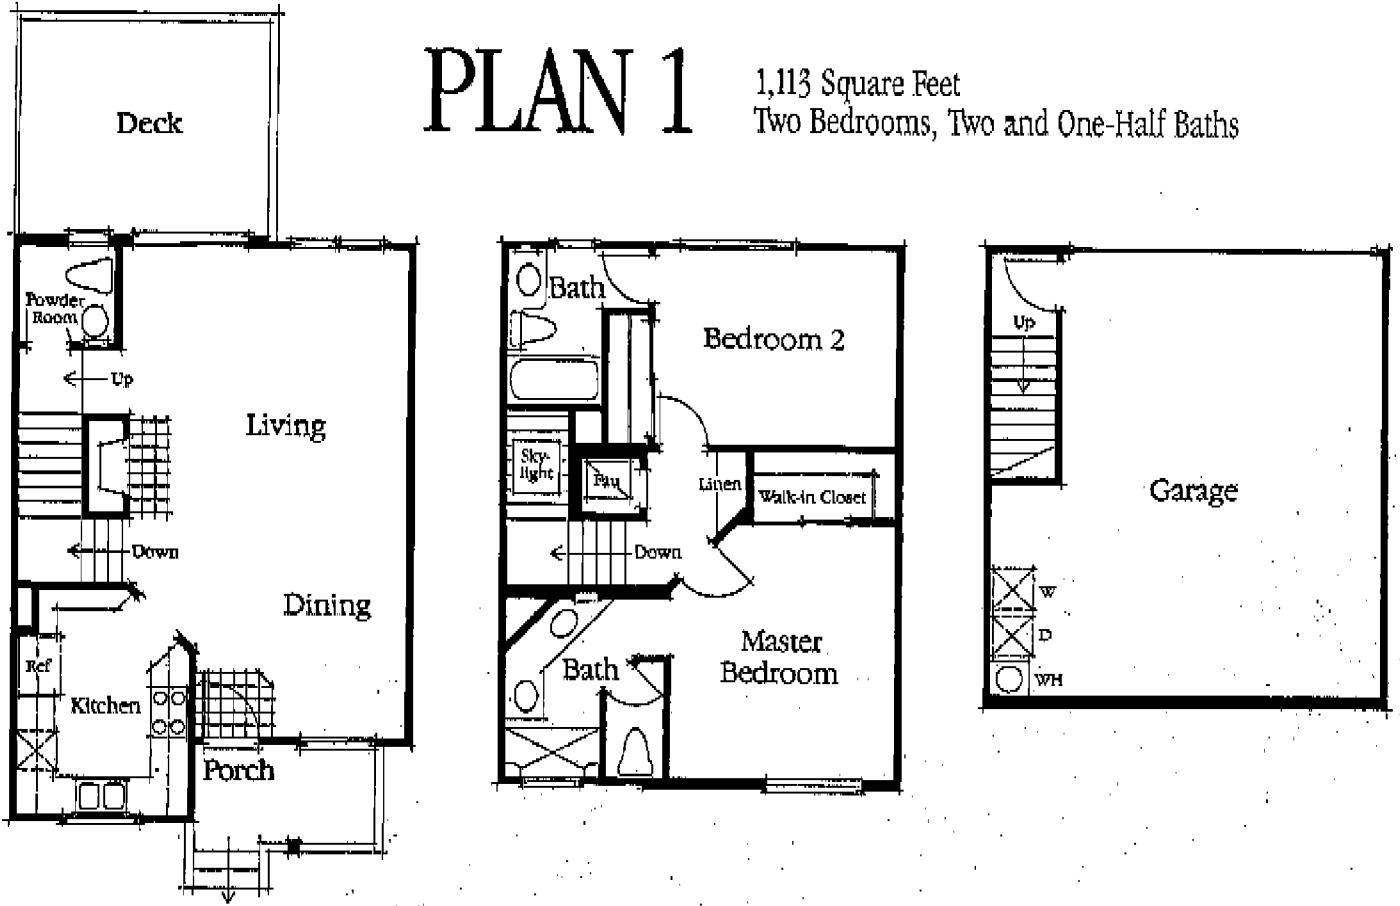 PLAN 1
1,113 Square Feet
Two Bedrooms, Two and One-Half Baths
Deck
Powder
Room
Up
Living
Down
Dining
Ref
Kitchen
Porch
Bath
Bedroom 2
Sky-
light
Fau
Linen
Walk-in Closet
Down
Master
Bedroom
Bath
Up
Garage
W
D
WH